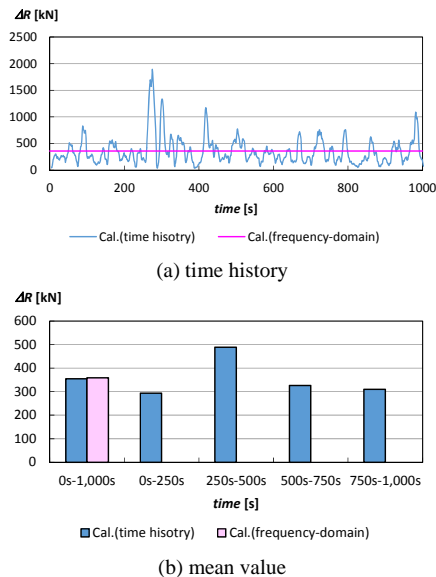 ΔR [kN]
2500
2000
1500
1000
500
0
0 200 400 600 800 1000
time [s]
Cal.(time hisotry) Cal.(frequency-domain)
(a) time history
ΔR [kN]
600
500
400
300
200
100
0
0s-1,000s 0s-250s 250s-500s 500s-750s 750s-1,000s
time [s]
Cal.(time hisotry) Cal.(frequency-domain)
(b) mean value